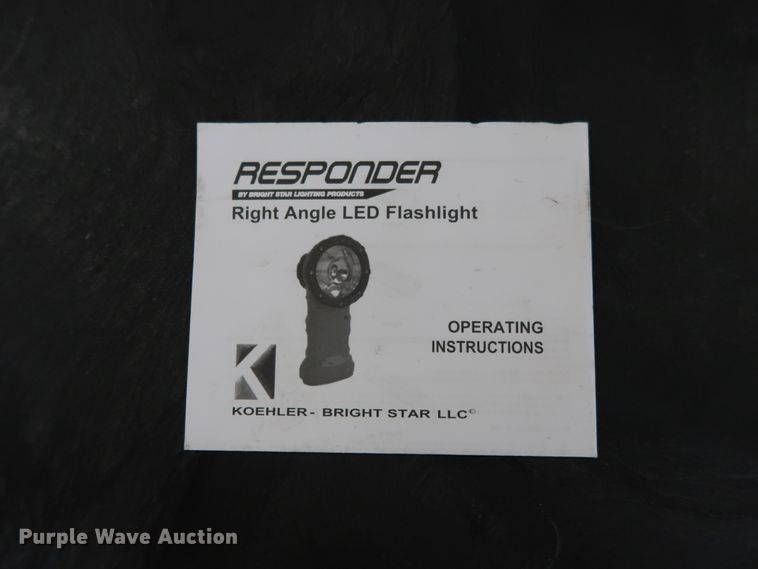 RESPONDER
BY BRIGHT STAR LIGHTING PRODUCTS
Right Angle LED Flashlight
OPERATING
INSTRUCTIONS
K
KOEHLER- BRIGHT STAR LLC©
Purple Wave Auction